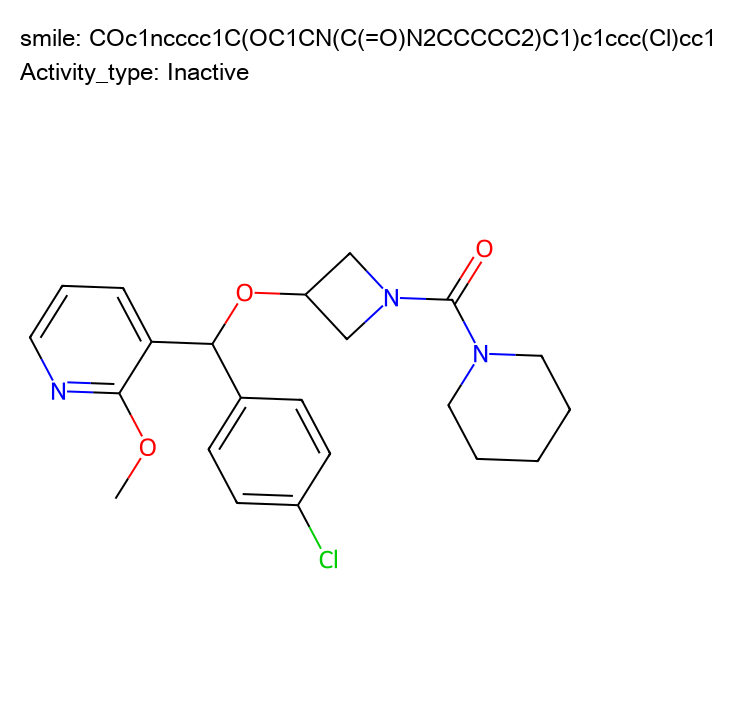 smile: COc1ncccc1C(OC1CN(C(=O)N2CCCCC2)C1)c1ccc(Cl)cc1
Activity_type: Inactive
O
O
N
N
N
O
Cl